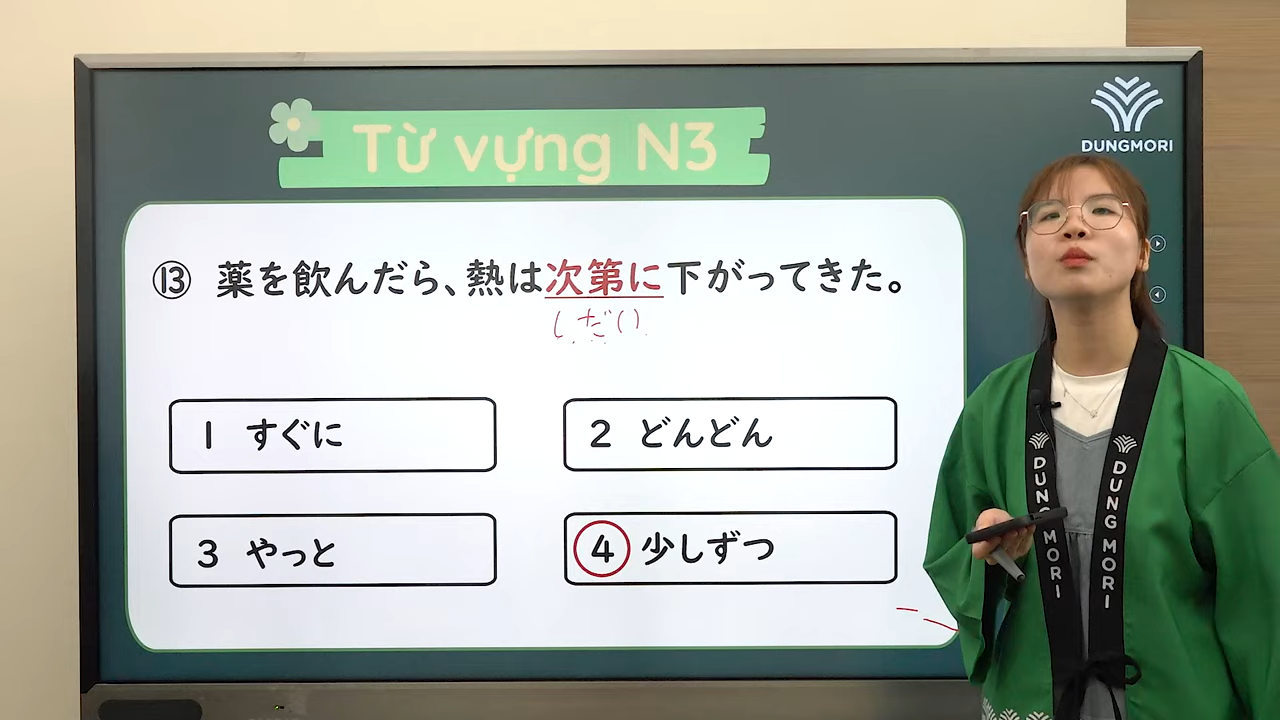 Từ vựng N3
DUNGMORI
⑬ 薬を飲んだら、熱は次第に下がってきた。
しだい
1 すぐに
2 どんどん
3 やっと
4 少しずつ
DUNG MORI
DUNG MORI